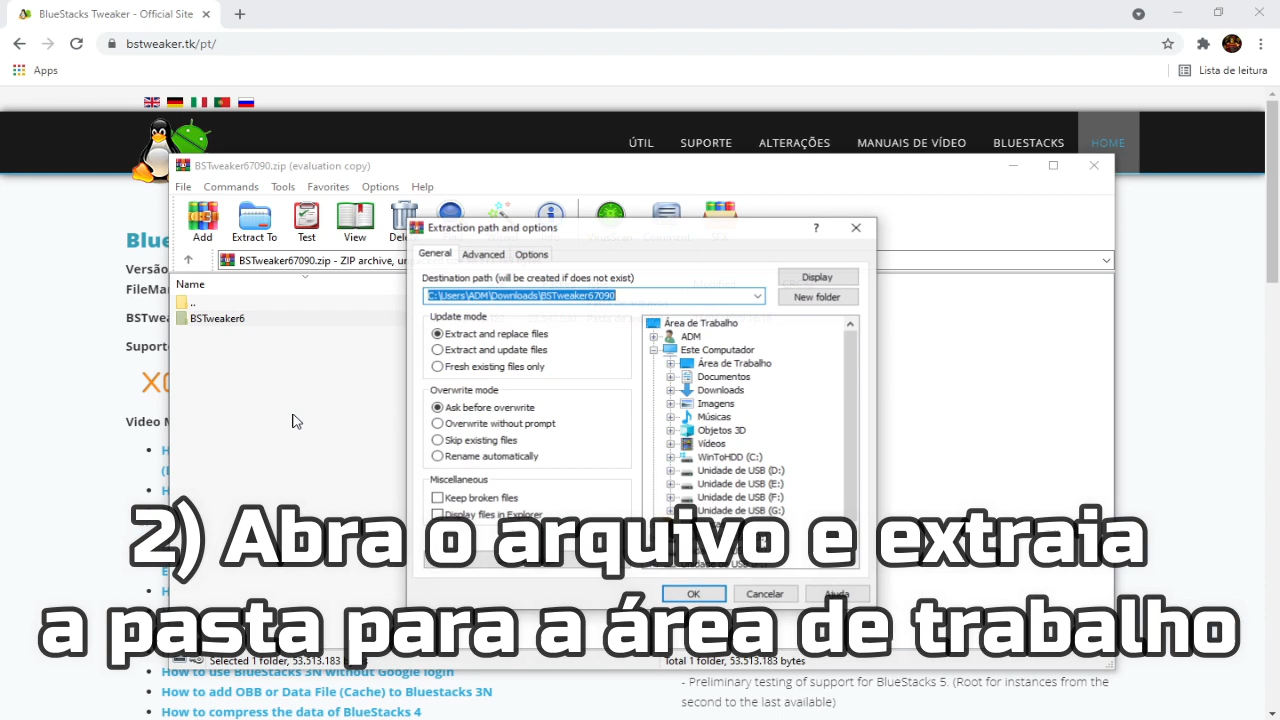 BlueStacks Tweaker - Official Site
bstweaker.tk/pt/
Apps
Lista de leitura
ÚTIL SUPORTE ALTERAÇÕES MANUAIS DE VÍDEO BLUESTACKS HOME
BSTweaker67090.zip (evaluation copy)
File Commands Tools Favorites Options Help
Add Extract To Test View
BSTweaker67090.zip - ZIP archive,
Name
..
BSTweaker6
Extraction path and options
General Advanced Options
Destination path (will be created if does not exist)
C:\Users\ADM\Downloads\BSTweaker67090
Display
New folder
Update mode
Extract and replace files
Extract and update files
Fresh existing files only
Overwrite mode
Ask before overwrite
Overwrite without prompt
Skip existing files
Rename automatically
Miscellaneous
Keep broken files
Display files in Explorer
Área de Trabalho
ADM
Este Computador
Área de Trabalho
Documentos
Downloads
Imagens
Músicas
Objetos 3D
Vídeos
WinToHDD (C:)
Unidade de USB (D:)
Unidade de USB (E:)
Unidade de USB (F:)
Unidade de USB (G:)
OK Cancelar Ajuda
2) Abra o arquivo e extraia
a pasta para a área de trabalho
Selected 1 folder, 53.513.183 bytes
Total 1 folder, 53.513.183 bytes
How to use BlueStacks 3N without Google login
How to add OBB or Data File (Cache) to Bluestacks 3N
How to compress the data of BlueStacks 4
- Preliminary testing of support for BlueStacks 5. (Root for instances from the
second to the last available)